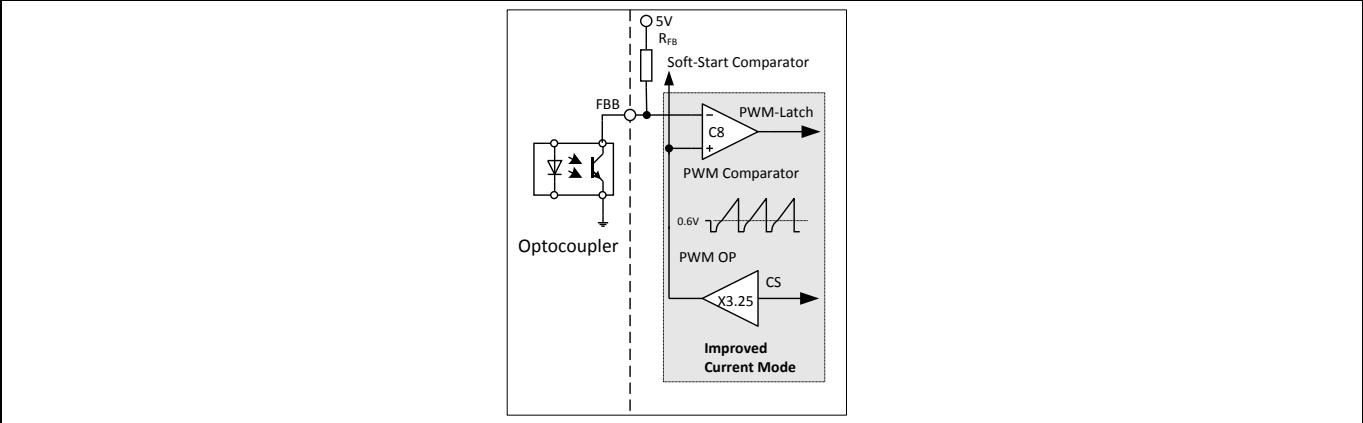 5V
RFB
Soft-Start Comparator
FBB
PWM-Latch
C8
PWM Comparator
0.6V
Optocoupler
PWM OP
CS
X3.25
Improved
Current Mode